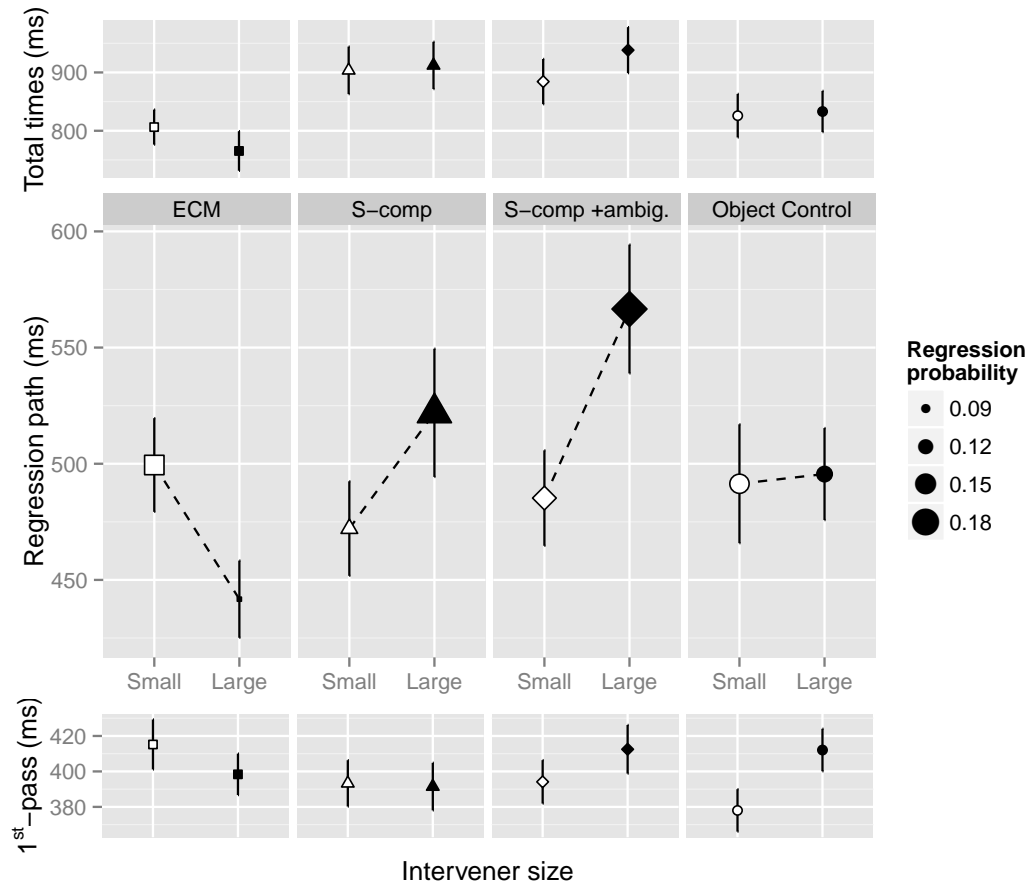 Total times (ms)
900
800
ECM
S−comp
S−comp +ambig.
Object Control
Regression path (ms)
600
550
500
450
Small
Large
Small
Large
Small
Large
Small
Large
Regression
probability
0.09
0.12
0.15
0.18
1st−pass (ms)
420
400
380
Intervener size